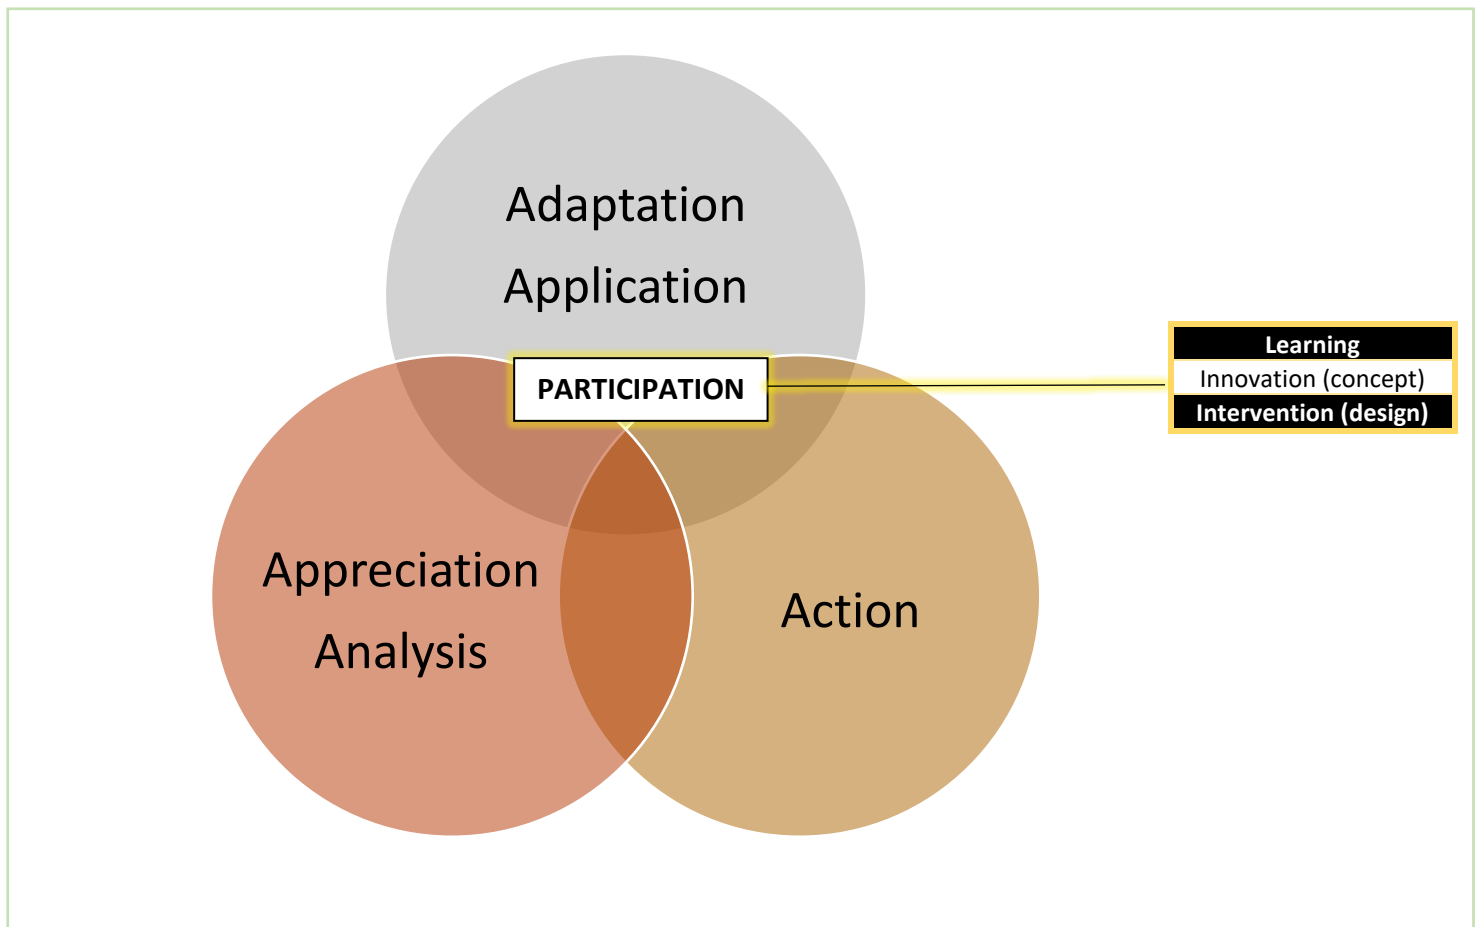 Adaptation
Application
PARTICIPATION
Learning
Innovation (concept)
Intervention (design)
Appreciation
Analysis
Action